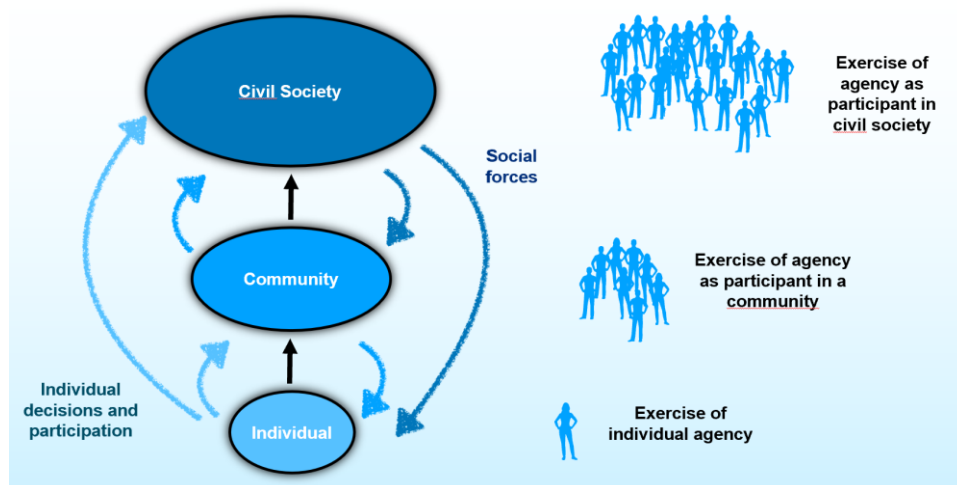 Civil Society
Exercise of
agency as
participant in
civil society
Social
forces
Community
Exercise of agency
as participant in a
community
Individual
decisions and
participation
Individual
Exercise of
individual agency